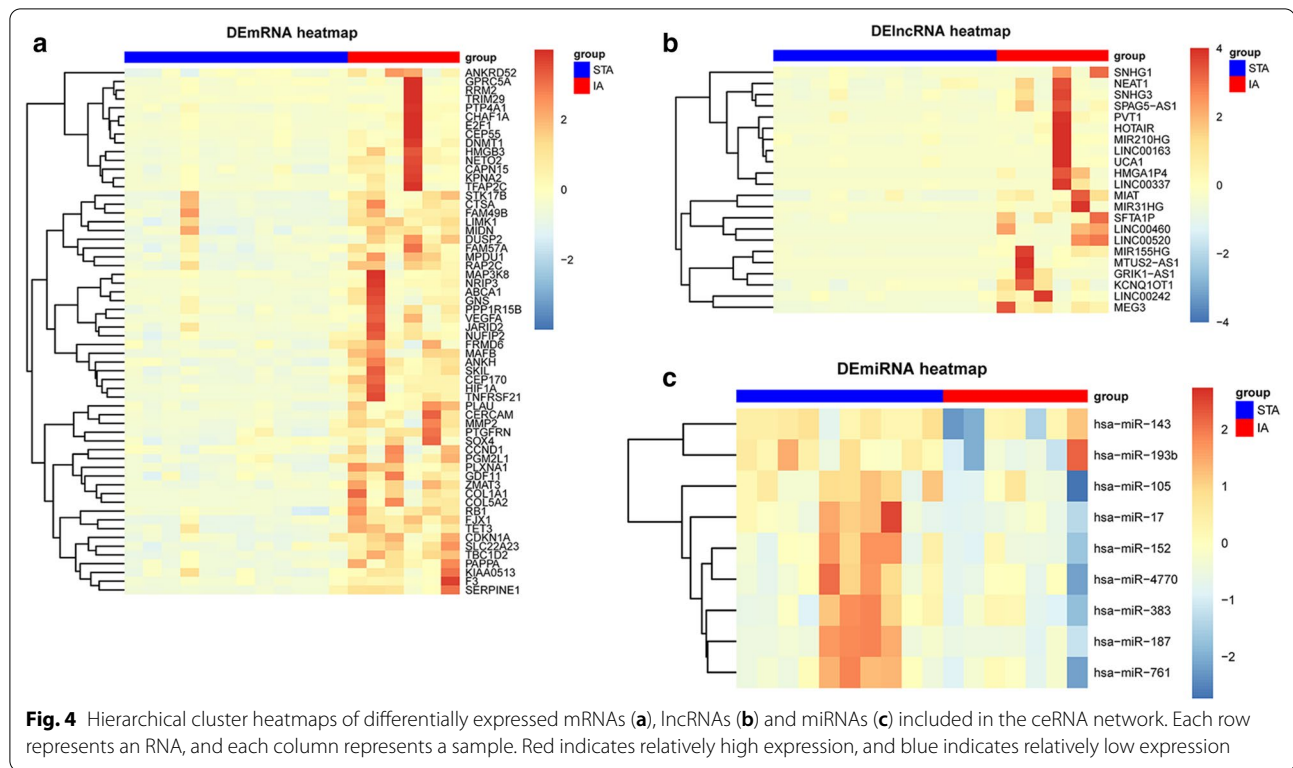 a
DEmRNA heatmap
group
ANKRD52
GPRC5A
RRM2
TRIM29
PTP4A1
CHAF1A
E2F1
CEP55
DNMT1
HMGB3
NETO2
CAPN15
KPNA2
TFAP2C
STK17B
CTSA
FAM49B
LIMK1
MIDN
DUSP2
FAM57A
MPDU1
RAP2C
MAP3K8
NRIP3
ABCA1
GNS
PPP1R15B
VEGFA
JARID2
NUFIP2
FRMD6
MAFB
ANKH
SKIL
CEP170
HIF1A
TNFRSF21
PLAU
CERCAM
MMP2
PTGFRN
SOX4
CCND1
PGM2L1
PLXNA1
GDF11
ZMAT3
COL1A1
COL5A2
RB1
FJX1
TET3
CDKN1A
SLC22A23
TBC1D2
PAPPA
KIAA0513
F3
SERPINE1
2
0
−2
group
STA
IA
b
DElncRNA heatmap
group
SNHG1
NEAT1
SNHG3
SPAG5−AS1
PVT1
HOTAIR
MIR210HG
LINC00163
UCA1
HMGA1P4
LINC00337
MIAT
MIR31HG
SFTA1P
LINC00460
LINC00520
MIR155HG
MTUS2−AS1
GRIK1−AS1
KCNQ1OT1
LINC00242
MEG3
4
2
0
−2
−4
group
STA
IA
c
DEmiRNA heatmap
group
hsa−miR−143
hsa−miR−193b
hsa−miR−105
hsa−miR−17
hsa−miR−152
hsa−miR−4770
hsa−miR−383
hsa−miR−187
hsa−miR−761
2
1
0
−1
−2
group
STA
IA
Fig. 4 Hierarchical cluster heatmaps of differentially expressed mRNAs (a), lncRNAs (b) and miRNAs (c) included in the ceRNA network. Each row
represents an RNA, and each column represents a sample. Red indicates relatively high expression, and blue indicates relatively low expression